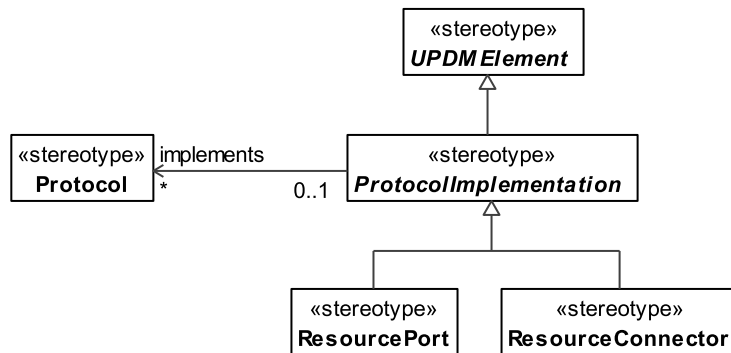 «stereotype»
UPDMElement
«stereotype»
Protocol
implements
*
0..1
«stereotype»
ProtocolImplementation
«stereotype»
ResourcePort
«stereotype»
ResourceConnector